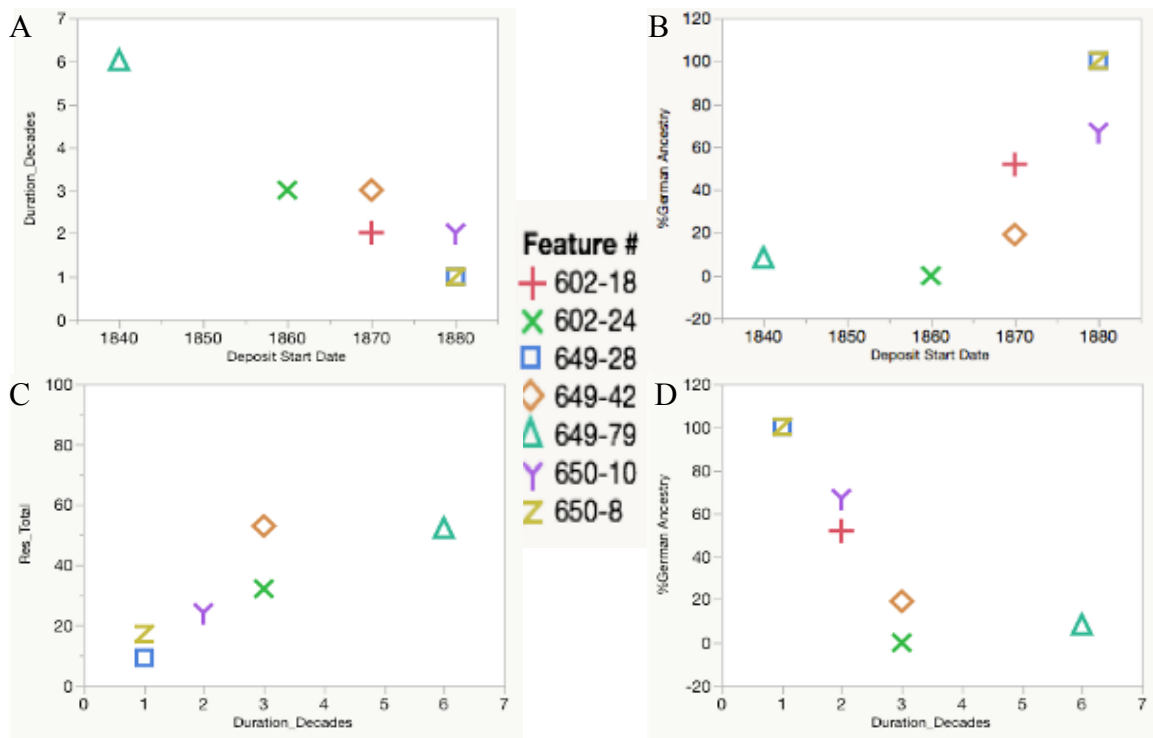 A
7
6
5
4
3
2
1
0
Duration_Decades
1840 1850 1860 1870 1880
Deposit Start Date
B
120
100
80
60
40
20
0
-20
%German Ancestry
1840 1850 1860 1870 1880
Deposit Start Date
Feature #
602-18
602-24
649-28
649-42
649-79
650-10
650-8
C
100
80
60
40
20
0
Res_Total
0 1 2 3 4 5 6 7
Duration_Decades
D
120
100
80
60
40
20
0
-20
%German Ancestry
0 1 2 3 4 5 6 7
Duration_Decades